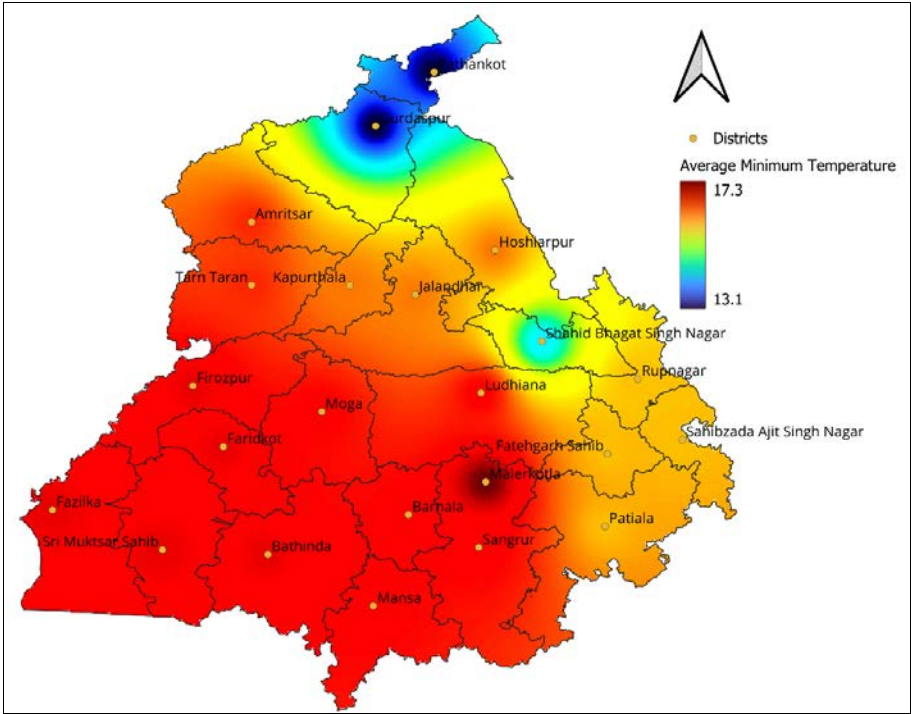 Pathankot
Gurdaspur
Districts
Average Minimum Temperature
17.3
13.1
Amritsar
Hoshiarpur
Tarn Taran
Kapurthala
Jalandhar
Shahid Bhagat Singh Nagar
Rupnagar
Firozpur
Ludhiana
Moga
Sahibzada Ajit Singh Nagar
Faridkot
Fatehgarh Sahib
Malerkotla
Fazilka
Barnala
Patiala
Sri Muktsar Sahib
Bathinda
Sangrur
Mansa